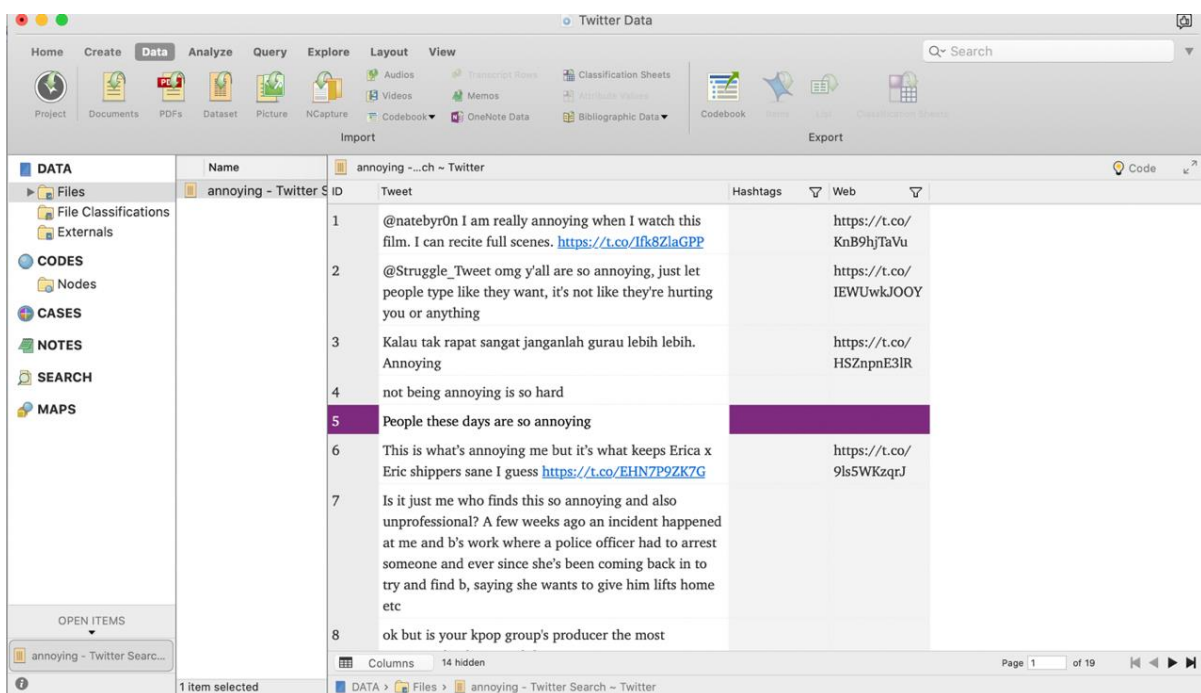 Twitter Data
Home Create Data Analyze Query Explore Layout View
Search
Project
Documents
PDFs
Dataset
Picture
NCapture
Audios
Videos
Codebook
Transcript Rows
Memos
OneNote Data
Classification Sheets
Attribute Values
Bibliographic Data
Import
Codebook
List
Classification Sheets
Export
DATA
Files
File Classifications
Externals
CODES
Nodes
CASES
NOTES
SEARCH
MAPS
OPEN ITEMS
annoying - Twitter Searc...
Name
annoying - Twitter S
1 item selected
annoying -...ch ~ Twitter
Code
ID Tweet Hashtags Web
1 @natebyr0n I am really annoying when I watch this https://t.co/
film. I can recite full scenes. https://t.co/Ifk8ZlaGPP KnB9hjTaVu
2 @Struggle_Tweet omg y'all are so annoying, just let https://t.co/
people type like they want, it's not like they're hurting IEWUwkJOOY
you or anything
3 Kalau tak rapat sangat janganlah gurau lebih lebih. https://t.co/
Annoying HSZnpnE3lR
4 not being annoying is so hard
5 People these days are so annoying
6 This is what's annoying me but it's what keeps Erica x https://t.co/
Eric shippers sane I guess https://t.co/EHN7P9ZK7G 9ls5WKzqrJ
7 Is it just me who finds this so annoying and also
unprofessional? A few weeks ago an incident happened
at me and b's work where a police officer had to arrest
someone and ever since she's been coming back in to
try and find b, saying she wants to give him lifts home
etc
8 ok but is your kpop group's producer the most
Columns 14 hidden
Page 1 of 19
DATA > Files > annoying - Twitter Search ~ Twitter